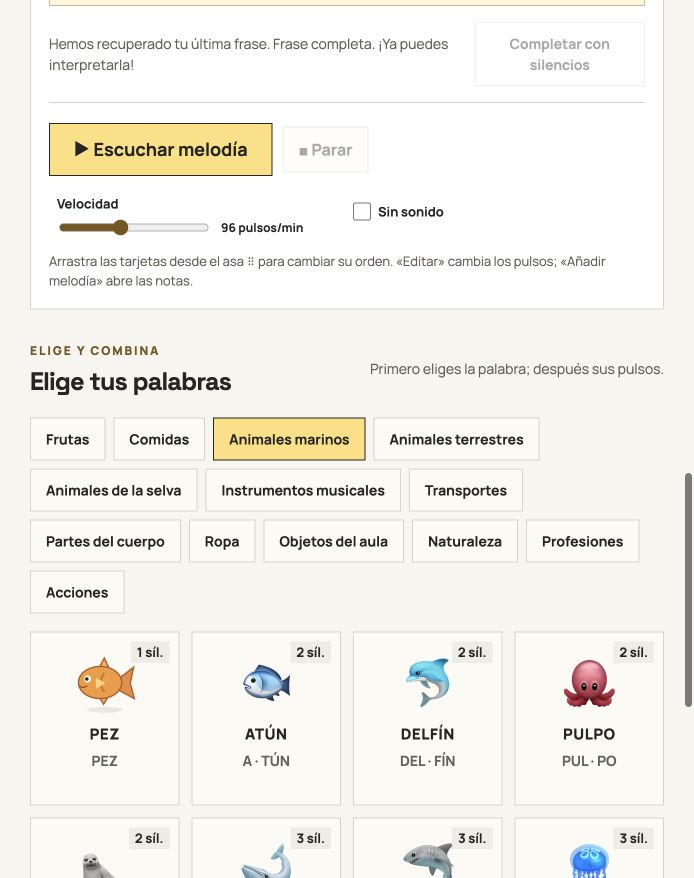 Hemos recuperado tu última frase. Frase completa. ¡Ya puedes
interpretarla!
Completar con
silencios
▶ Escuchar melodía
■ Parar
Velocidad
96 pulsos/min
Sin sonido
Arrastra las tarjetas desde el asa ⠿ para cambiar su orden. «Editar» cambia los pulsos; «Añadir
melodía» abre las notas.
ELIGE Y COMBINA
Elige tus palabras
Primero eliges la palabra; después sus pulsos.
Frutas
Comidas
Animales marinos
Animales terrestres
Animales de la selva
Instrumentos musicales
Transportes
Partes del cuerpo
Ropa
Objetos del aula
Naturaleza
Profesiones
Acciones
1 síl.
PEZ
PEZ
2 síl.
ATÚN
A · TÚN
2 síl.
DELFÍN
DEL · FÍN
2 síl.
PULPO
PUL · PO
2 síl.
3 síl.
3 síl.
3 síl.